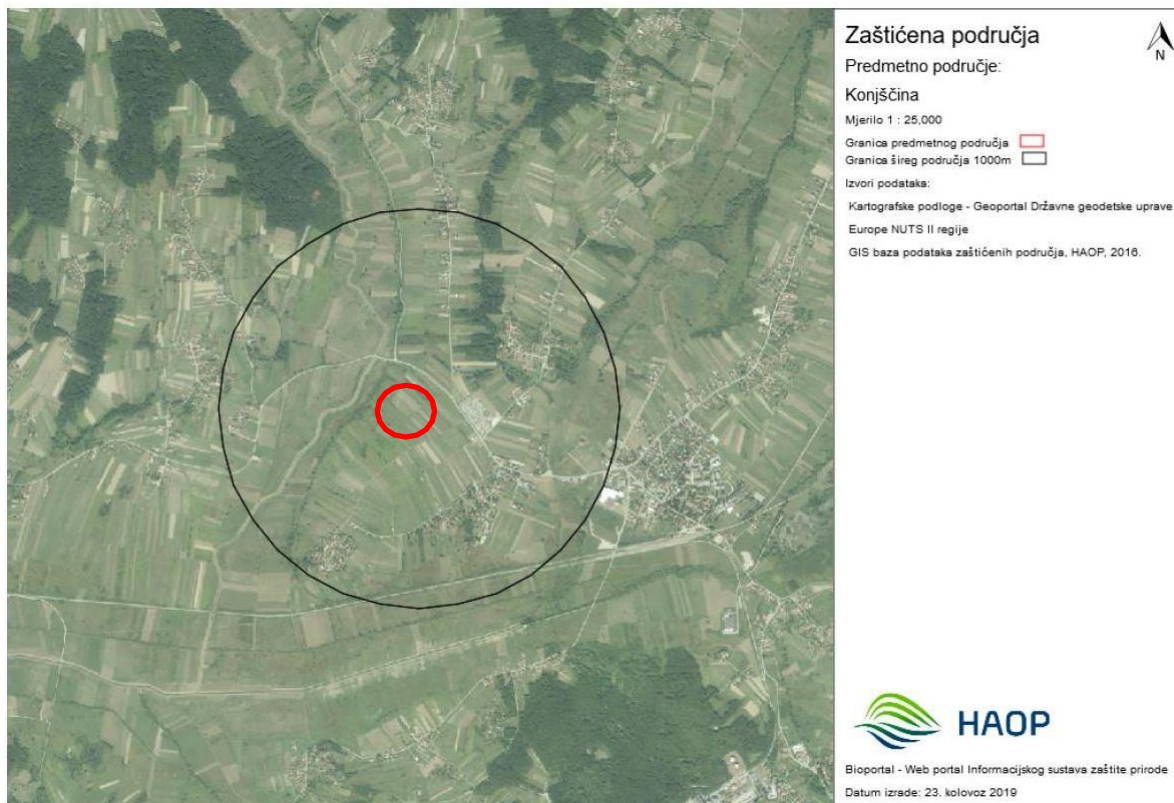 Zaštićena područja
N
Predmetno područje:
Konjščina
Mjerilo 1 : 25,000
Granica predmetnog područja
Granica šireg područja 1000m
Izvori podataka:
Kartografske podloge - Geoportal Državne geodetske uprave
Europe NUTS II regije
GIS baza podataka zaštićenih područja, HAOP, 2016.
HAOP
Bioportal - Web portal Informacijskog sustava zaštite prirode
Datum izrade: 23. kolovoz 2019